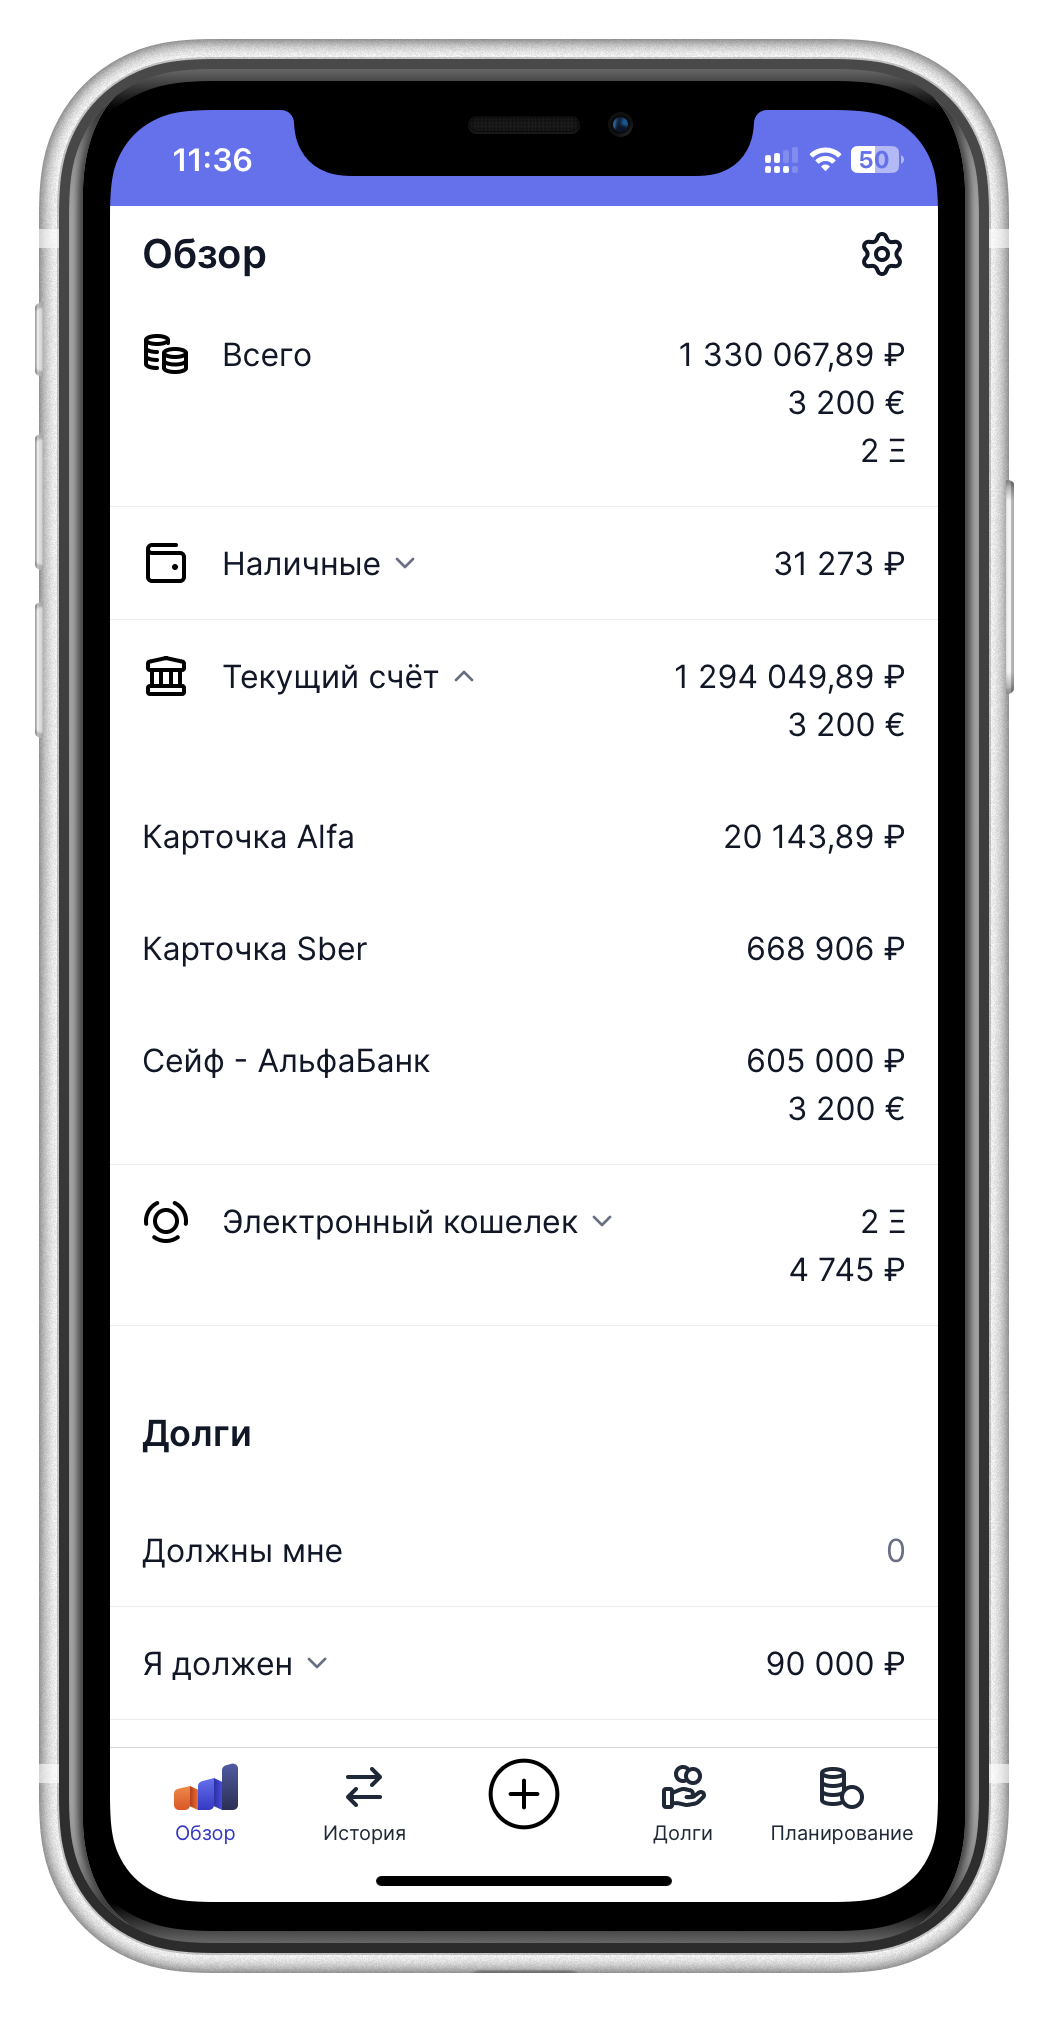 11:36
50
Обзор
Всего 1 330 067,89 ₽
3 200 €
2 Ξ
Наличные 31 273 ₽
Текущий счёт 1 294 049,89 ₽
3 200 €
Карточка Alfa 20 143,89 ₽
Карточка Sber 668 906 ₽
Сейф - АльфаБанк 605 000 ₽
3 200 €
Электронный кошелек 2 Ξ
4 745 ₽
Долги
Должны мне 0
Я должен 90 000 ₽
Обзор История Долги Планирование